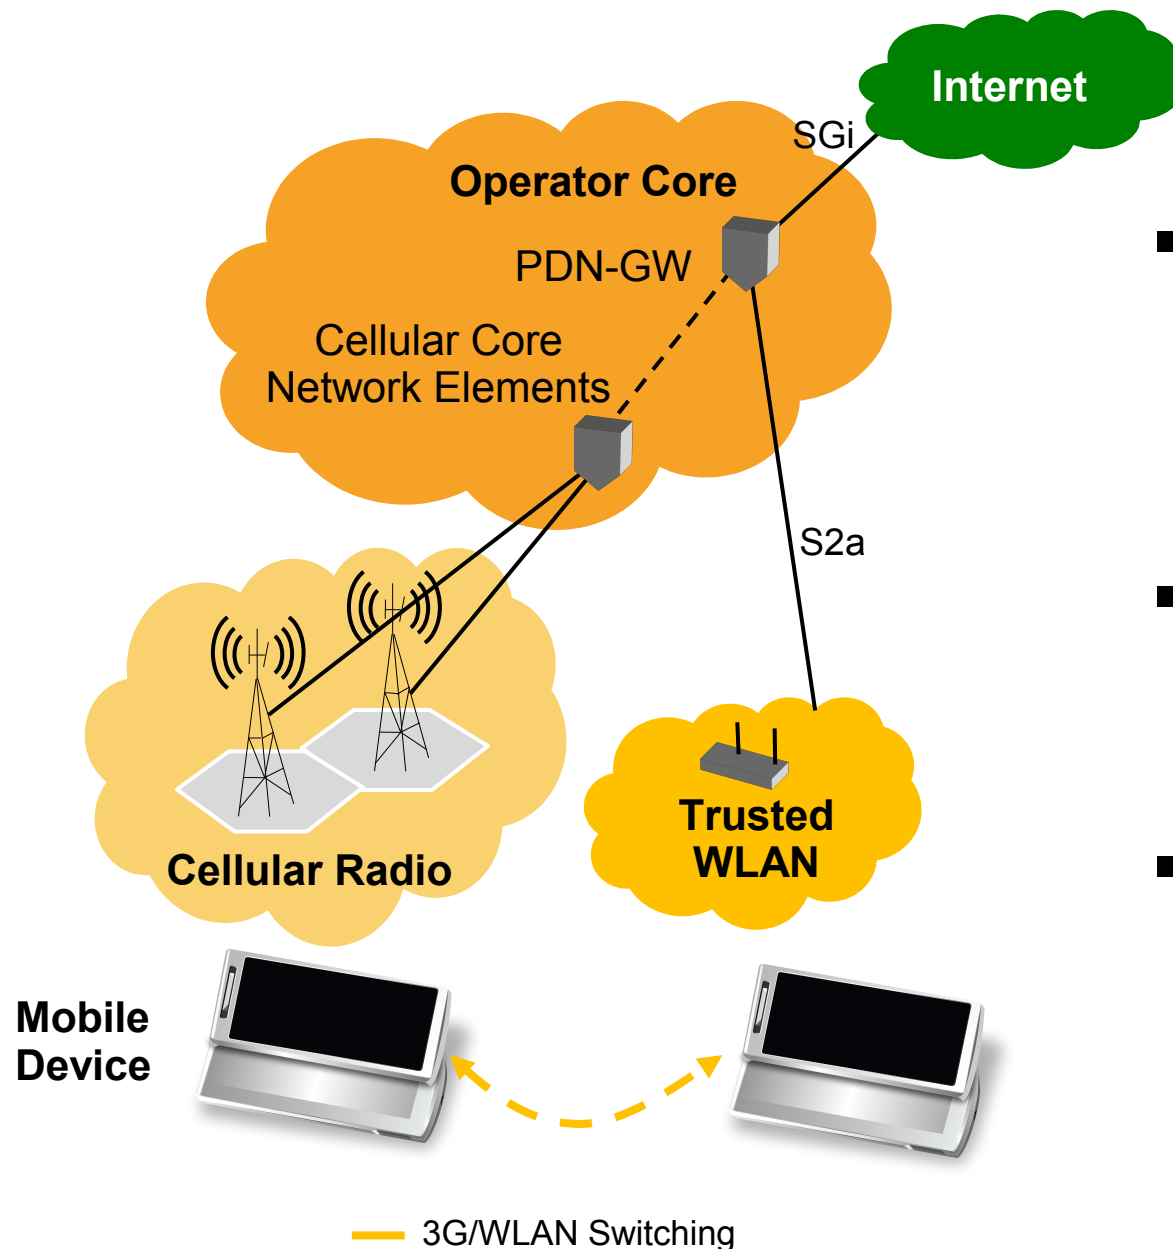 Internet
SGi
Operator Core
PDN-GW
Cellular Core
Network Elements
S2a
Trusted
WLAN
Cellular Radio
Mobile
Device
3G/WLAN Switching